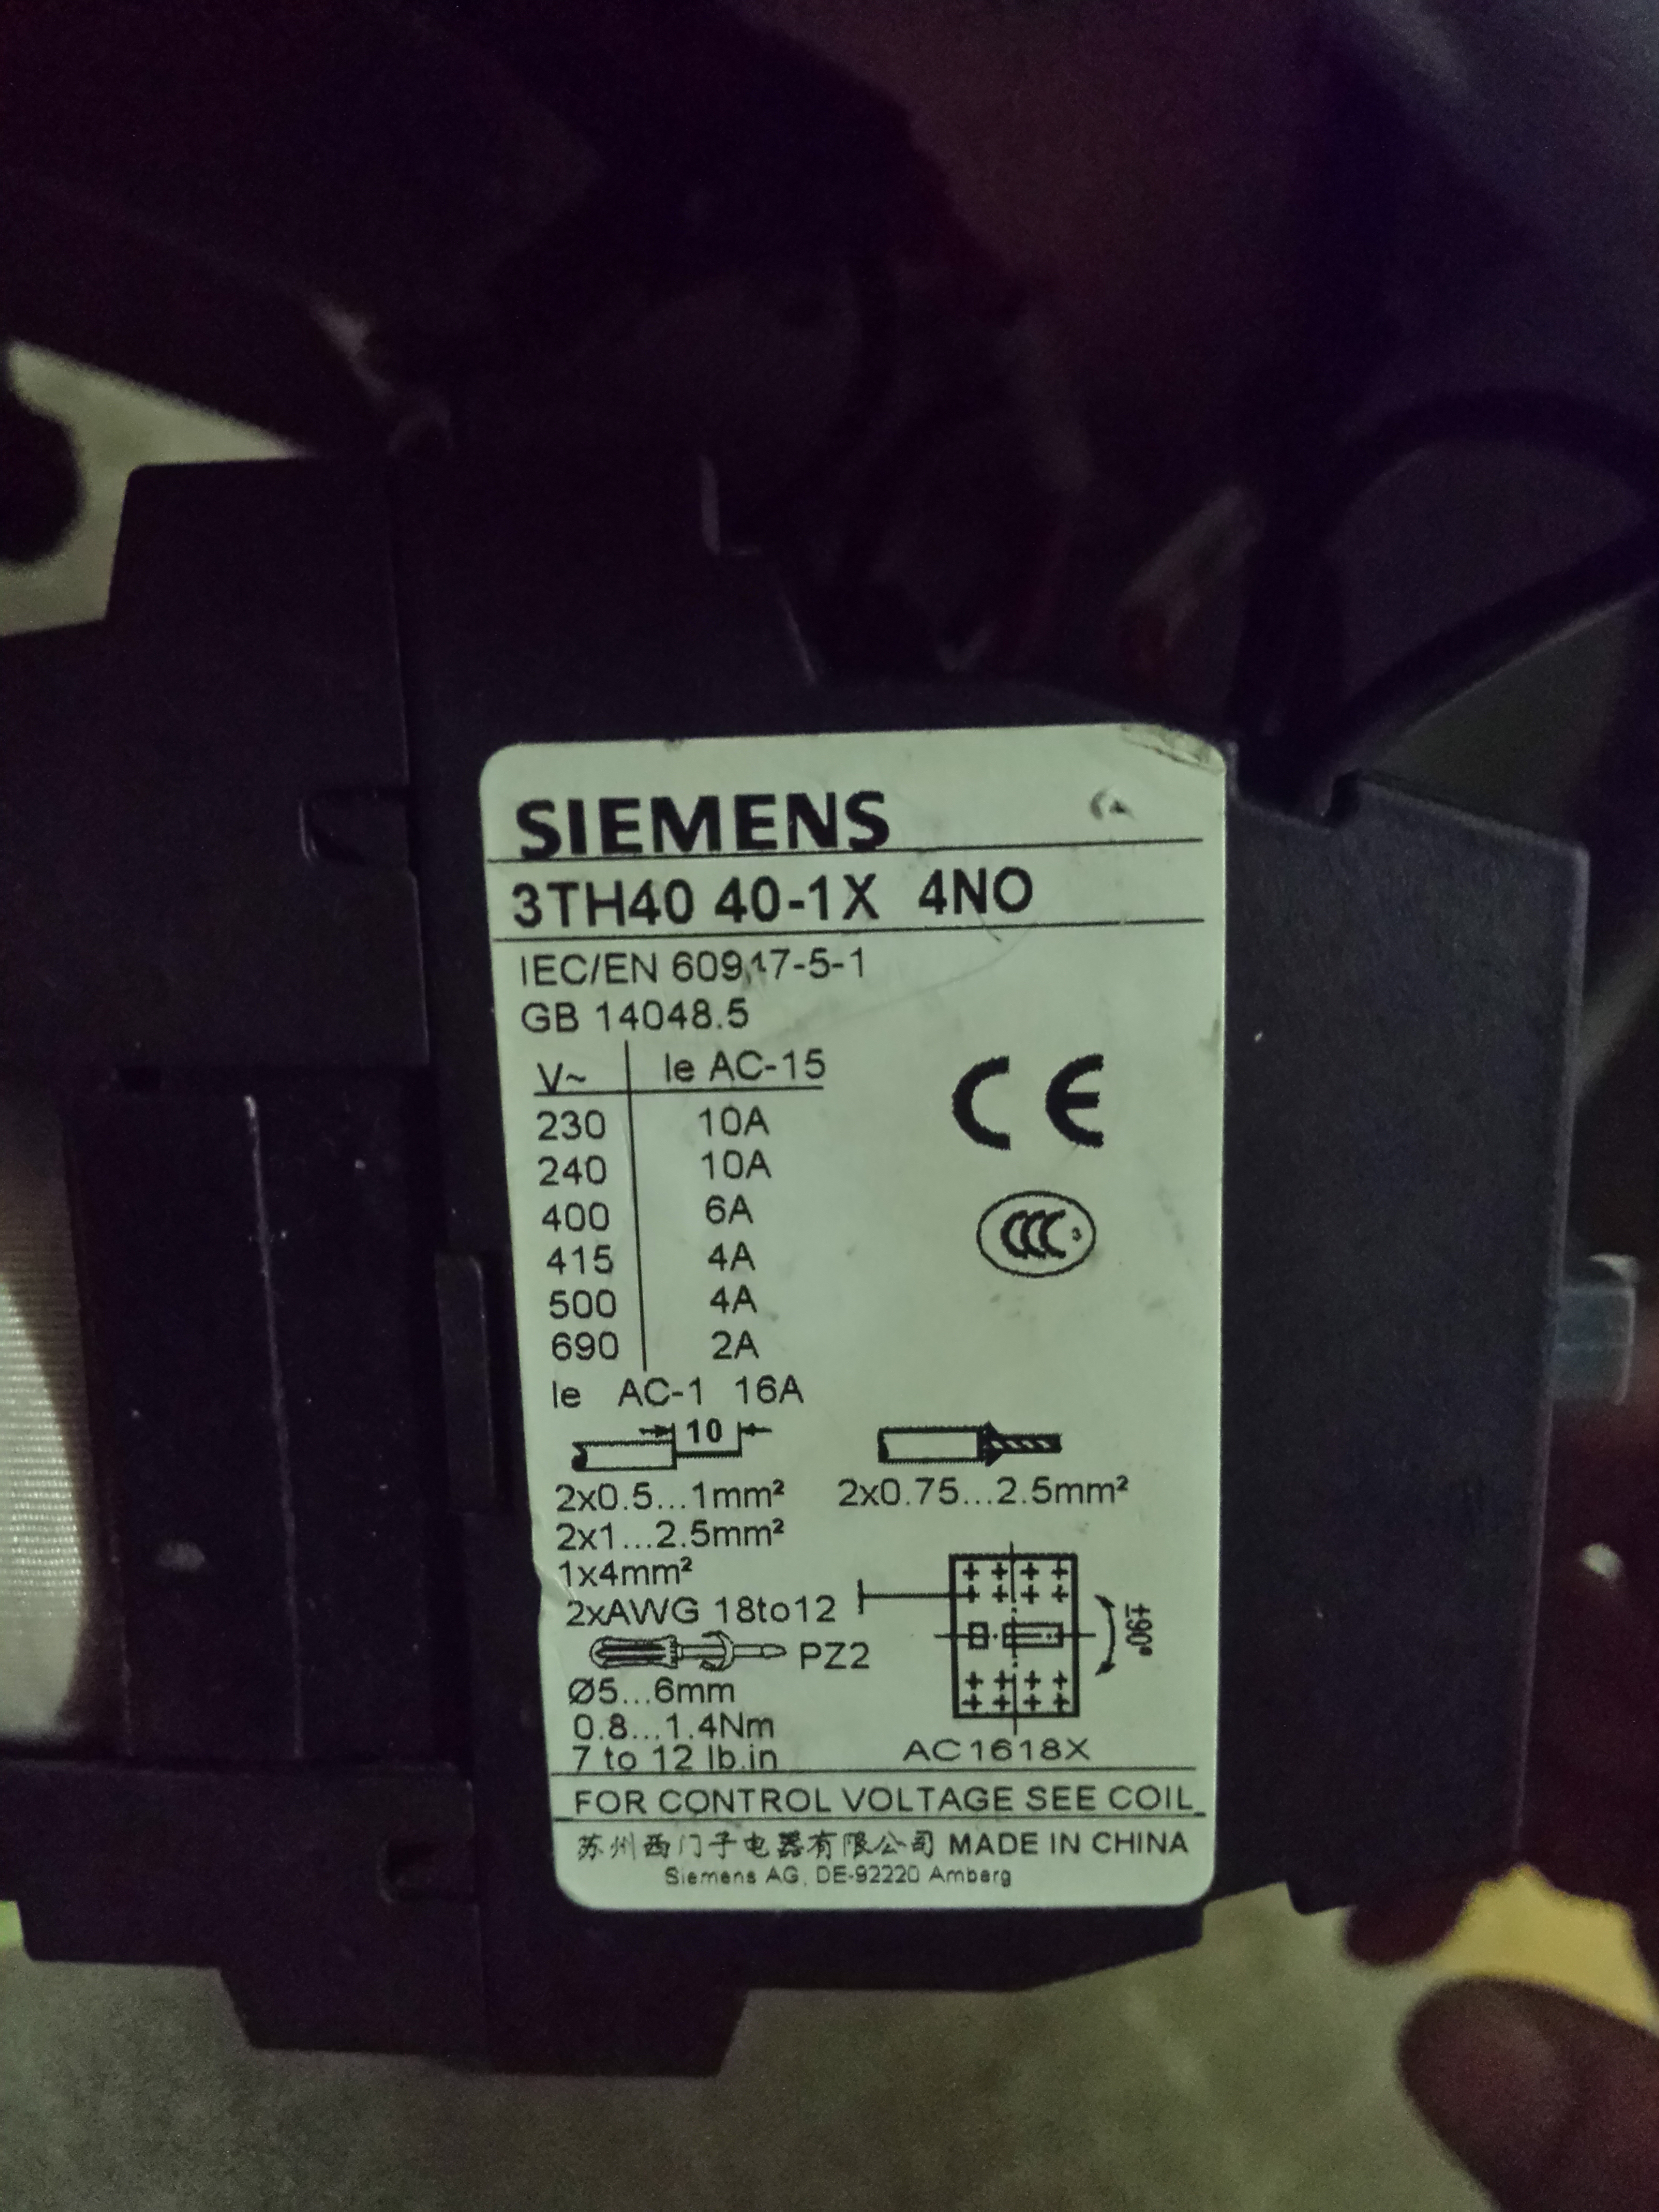 SIEMENS
3TH40 40-1X 4NO
IEC/EN 60947-5-1
GB 14048.5
V~ Ie AC-15
230 10A
240 10A
400 6A
415 4A
500 4A
690 2A
Ie AC-1 16A
CE
CCC 3
10
2x0.5...1mm² 2x0.75...2.5mm²
2x1...2.5mm²
1x4mm²
2xAWG 18to12
±90°
PZ2
Ø5...6mm
0.8...1.4Nm
7 to 12 lb.in
AC1618X
FOR CONTROL VOLTAGE SEE COIL
苏州西门子电器有限公司 MADE IN CHINA
Siemens AG, DE-92220 Amberg